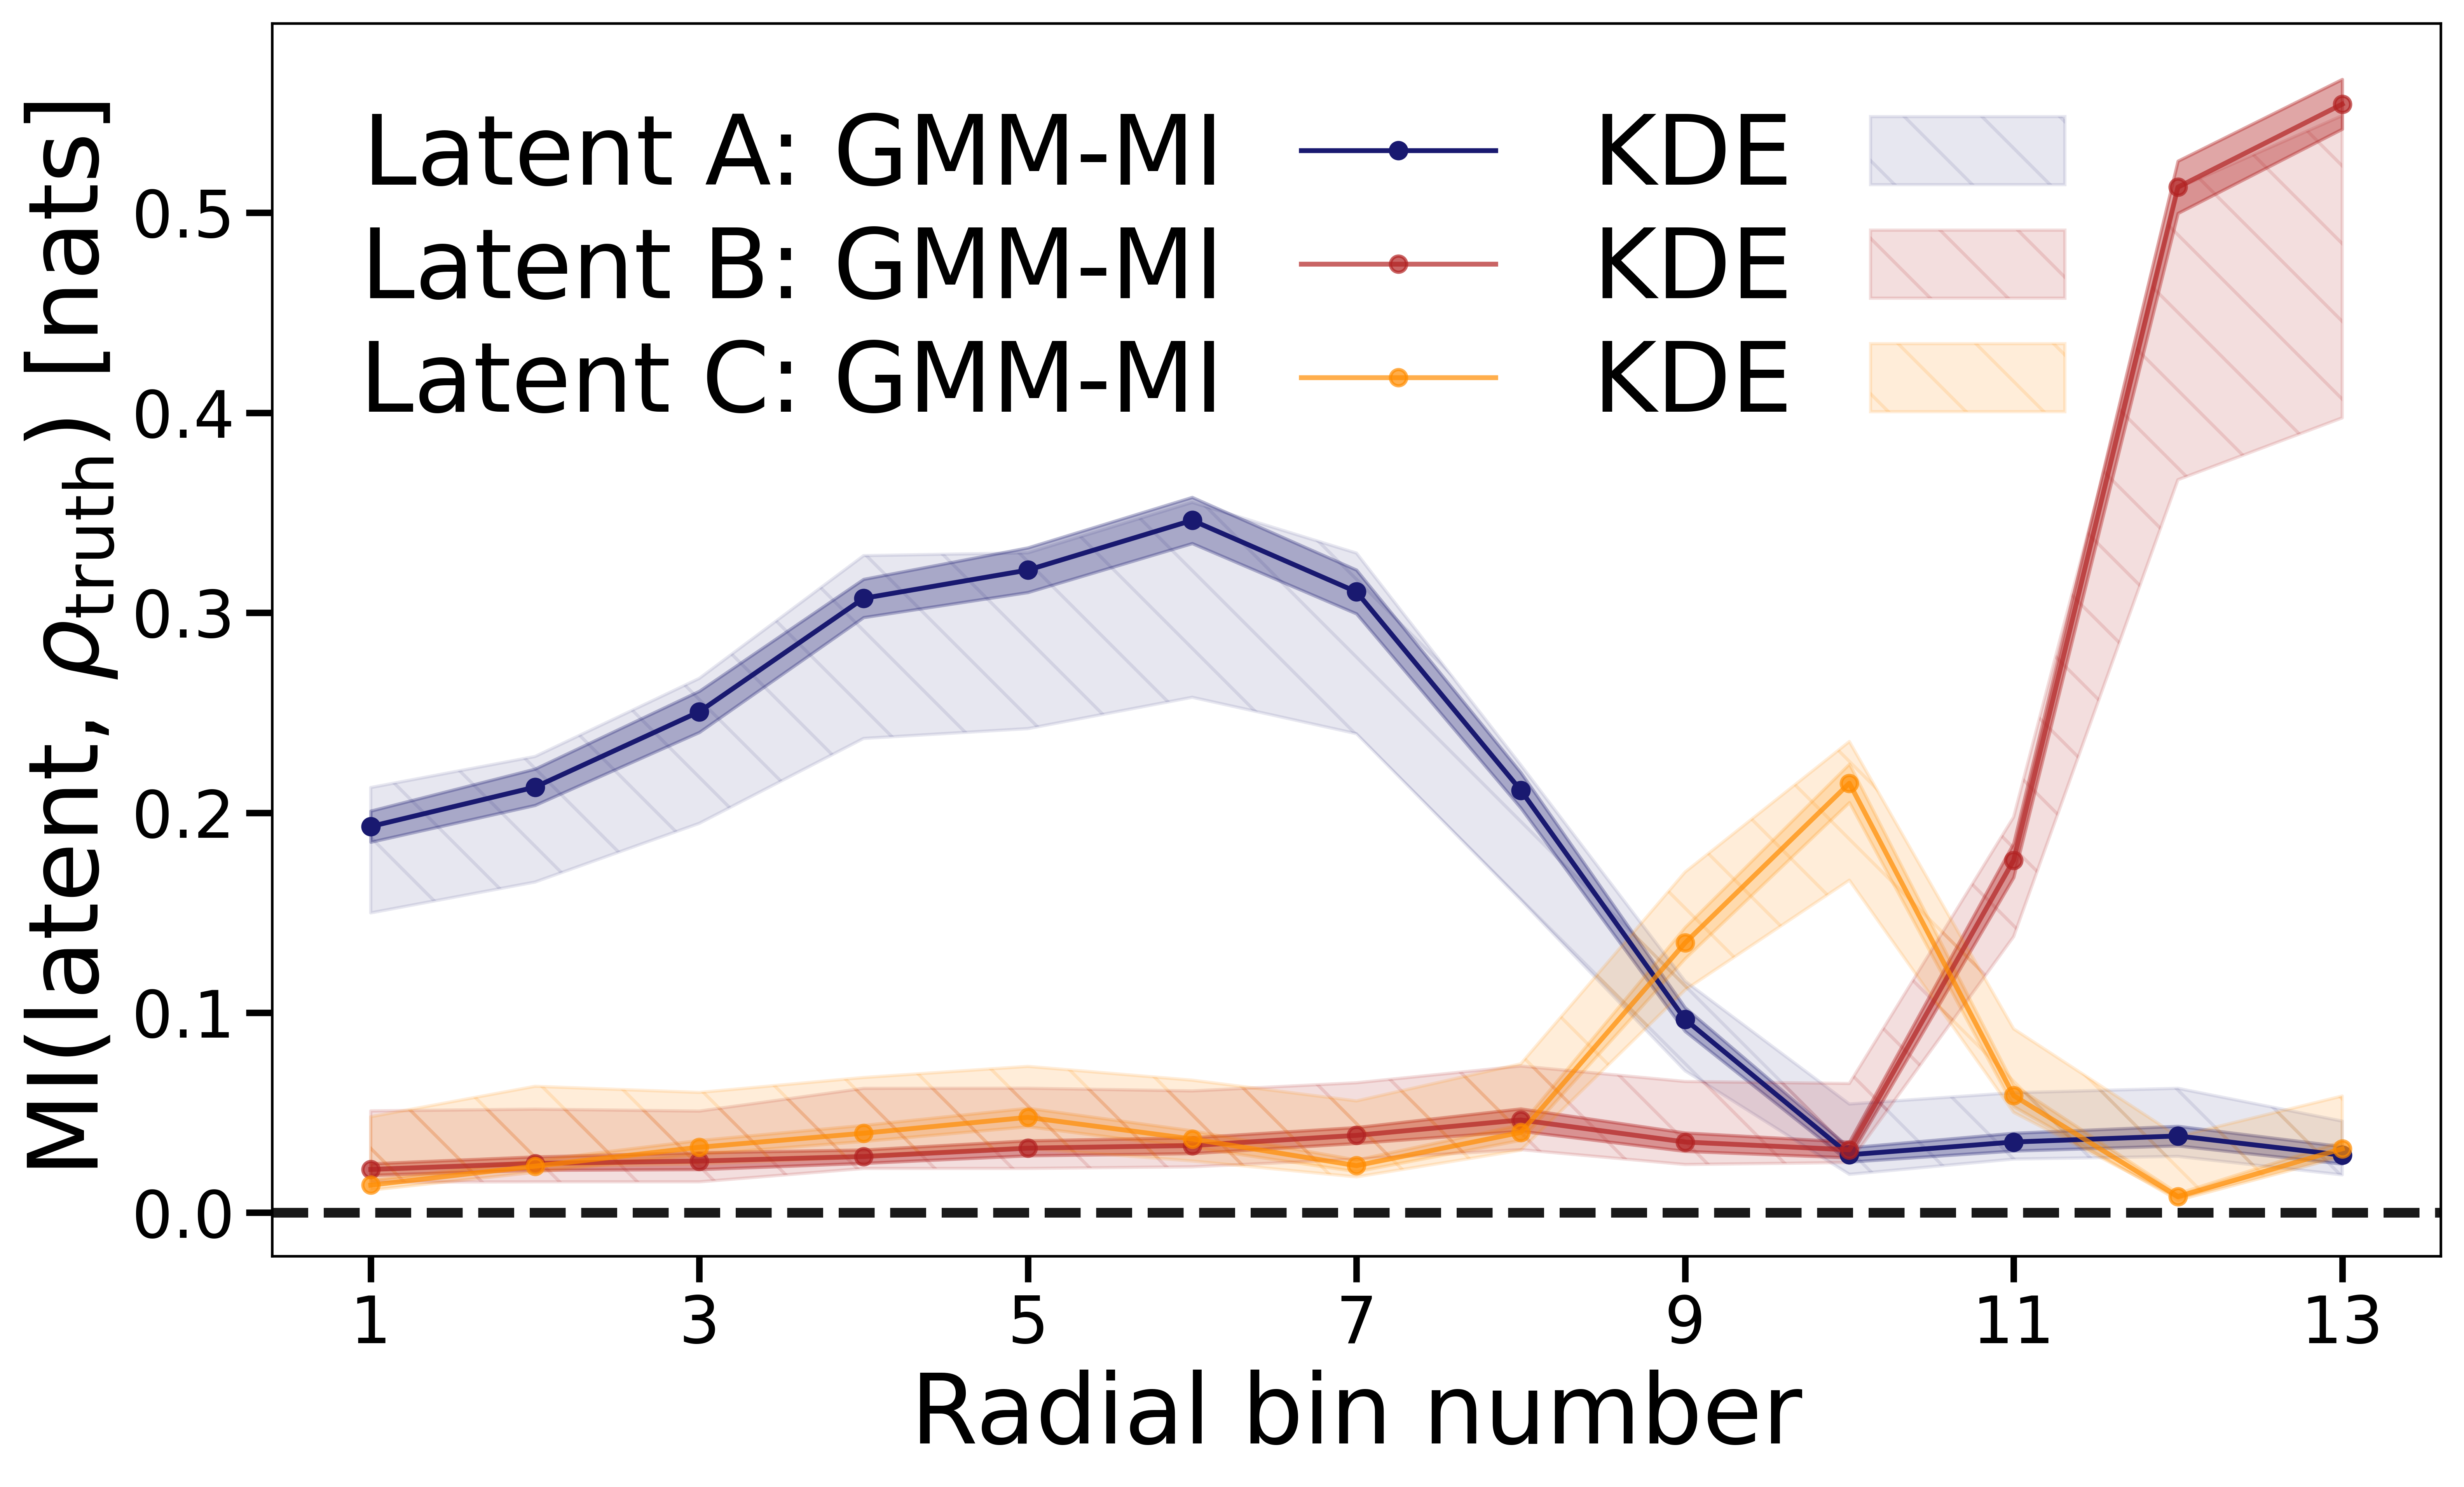 MI(latent, ρtruth) [nats]
Latent A: GMM-MI KDE
Latent B: GMM-MI KDE
Latent C: GMM-MI KDE
0.5
0.4
0.3
0.2
0.1
0.0
1 3 5 7 9 11 13
Radial bin number